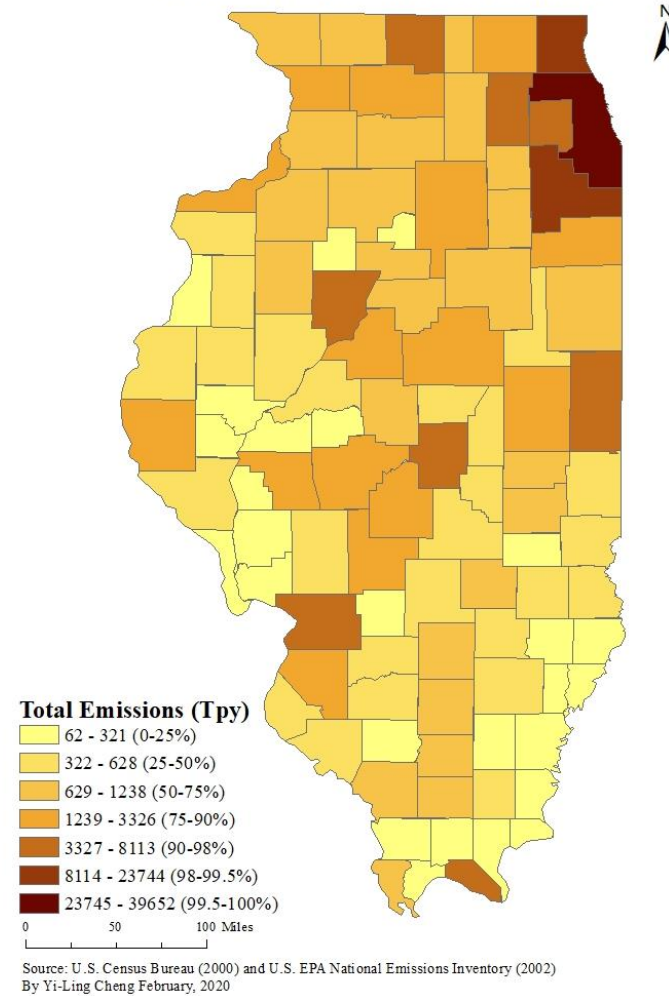 N
Total Emissions (Tpy)
62 - 321 (0-25%)
322 - 628 (25-50%)
629 - 1238 (50-75%)
1239 - 3326 (75-90%)
3327 - 8113 (90-98%)
8114 - 23744 (98-99.5%)
23745 - 39652 (99.5-100%)
0 50 100 Miles
Source: U.S. Census Bureau (2000) and U.S. EPA National Emissions Inventory (2002)
By Yi-Ling Cheng February, 2020